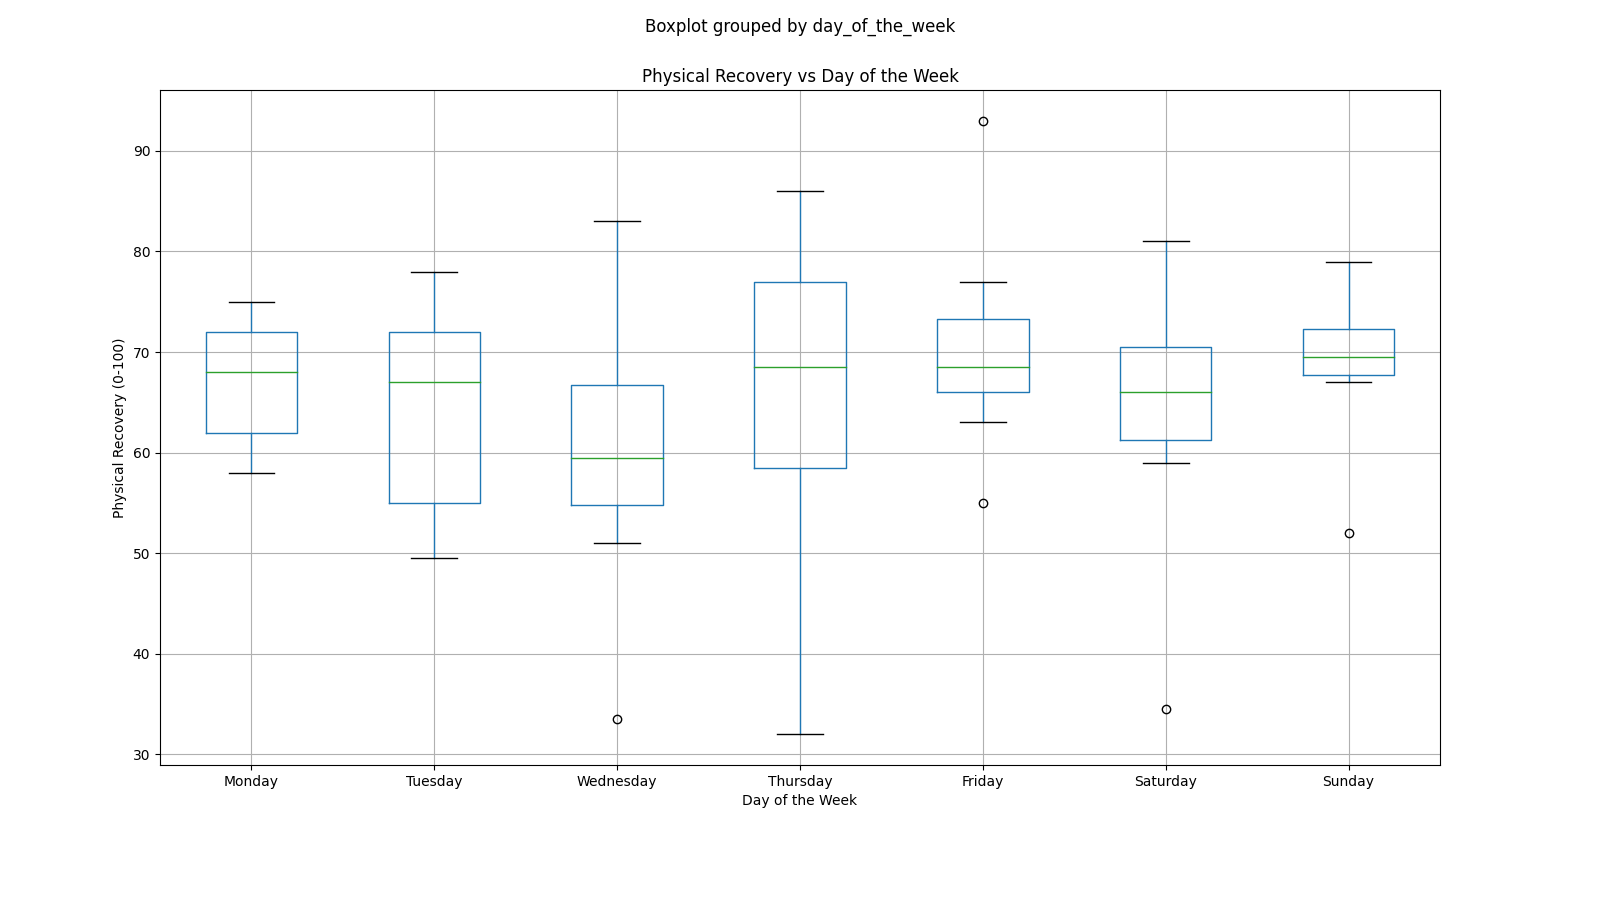 Boxplot grouped by day_of_the_week
Physical Recovery vs Day of the Week
Physical Recovery (0-100)
90
80
70
60
50
40
30
Monday Tuesday Wednesday Thursday Friday Saturday Sunday
Day of the Week